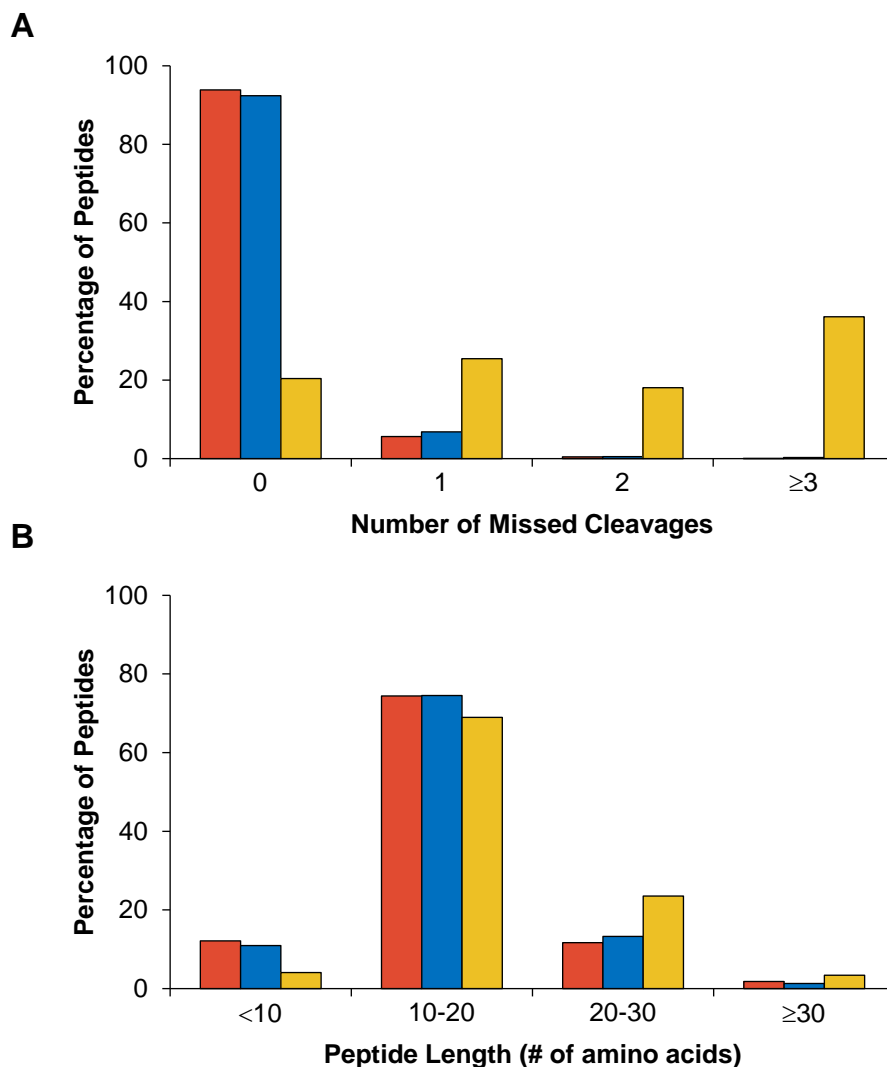 A
Percentage of Peptides
100
80
60
40
20
0
0 1 2 ≥3
Number of Missed Cleavages
B
Percentage of Peptides
100
80
60
40
20
0
<10 10-20 20-30 ≥30
Peptide Length (# of amino acids)